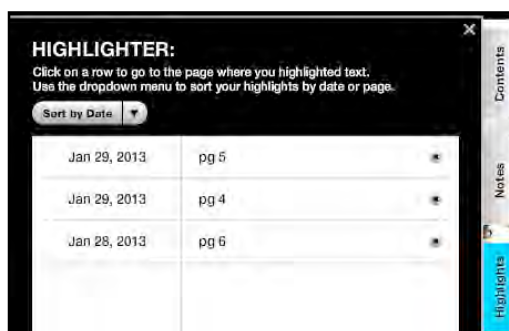 HIGHLIGHTER:
Click on a row to go to the page where you highlighted text.
Use the dropdown menu to sort your highlights by date or page.
Sort by Date
Jan 29, 2013 pg 5
Jan 29, 2013 pg 4
Jan 28, 2013 pg 6
Contents
Notes
Highlights